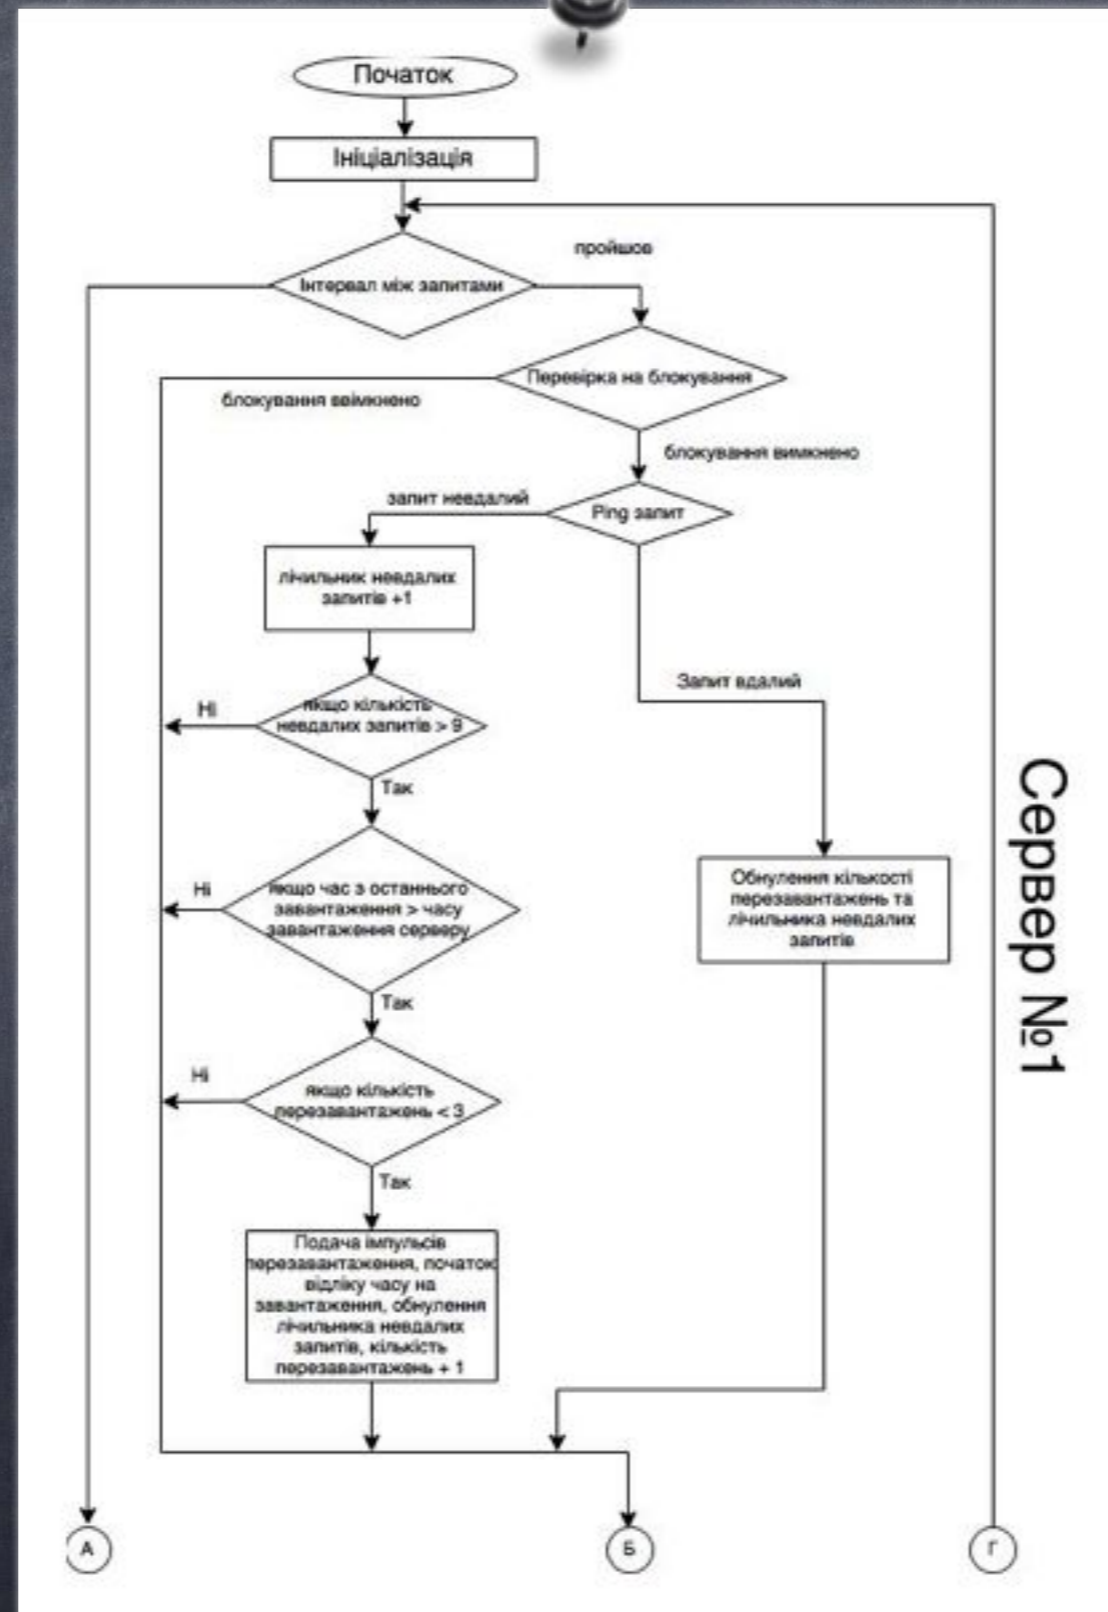 Початок
Ініціалізація
пройшов
Інтервал між запитами
Перевірка на блокування
блокування ввімкнено
блокування вимкнено
запит невдалий
Ping запит
лічильник невдалих
запитів +1
Запит вдалий
Ні
якщо кількість
невдалих запитів > 9
Так
Ні
якщо час з останнього
завантаження > часу
завантаження серверу
Обнулення кількості
перезавантажень та
лічильника невдалих
запитів
Сервер №1
Так
Ні
якщо кількість
перезавантажень < 3
Так
Подача імпульсів
перезавантаження, початок
відліку часу на
завантаження, обнулення
лічильника невдалих
запитів, кількість
перезавантажень + 1
А
Б
Г